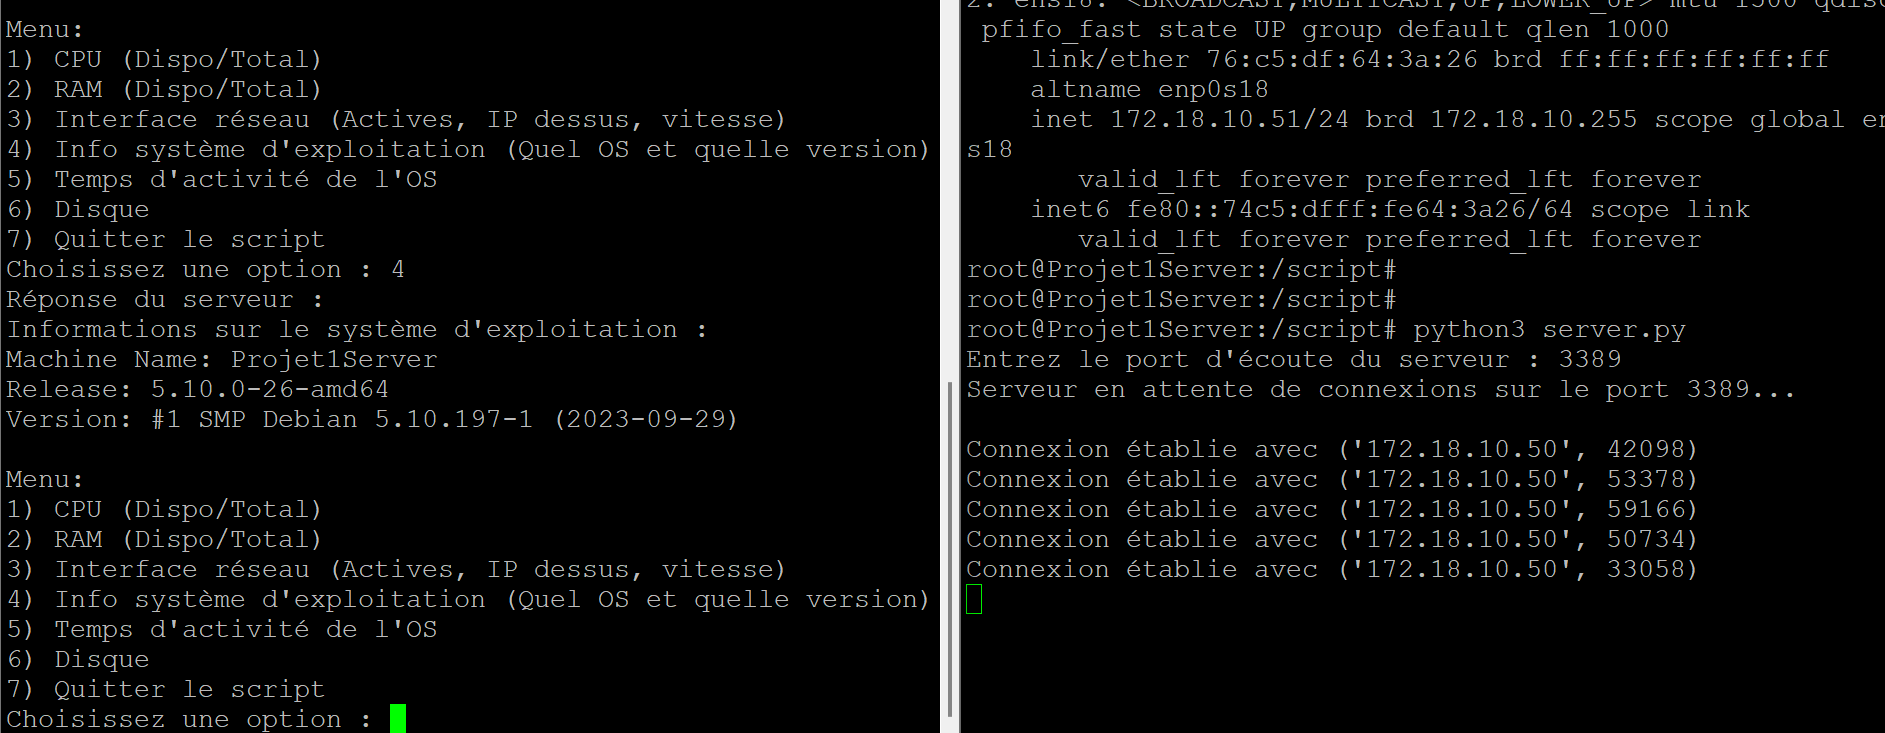 Menu:
1) CPU (Dispo/Total)
2) RAM (Dispo/Total)
3) Interface réseau (Actives, IP dessus, vitesse)
4) Info système d'exploitation (Quel OS et quelle version)
5) Temps d'activité de l'OS
6) Disque
7) Quitter le script
Choisissez une option : 4
Réponse du serveur :
Informations sur le système d'exploitation :
Machine Name: Projet1Server
Release: 5.10.0-26-amd64
Version: #1 SMP Debian 5.10.197-1 (2023-09-29)
Menu:
1) CPU (Dispo/Total)
2) RAM (Dispo/Total)
3) Interface réseau (Actives, IP dessus, vitesse)
4) Info système d'exploitation (Quel OS et quelle version)
5) Temps d'activité de l'OS
6) Disque
7) Quitter le script
Choisissez une option :
2: ens18: <BROADCAST,MULTICAST,UP,LOWER_UP> mtu 1500 qdisc
pfifo_fast state UP group default qlen 1000
link/ether 76:c5:df:64:3a:26 brd ff:ff:ff:ff:ff:ff
altname enp0s18
inet 172.18.10.51/24 brd 172.18.10.255 scope global en
s18
valid_lft forever preferred_lft forever
inet6 fe80::74c5:dfff:fe64:3a26/64 scope link
valid_lft forever preferred_lft forever
root@Projet1Server:/script#
root@Projet1Server:/script#
root@Projet1Server:/script# python3 server.py
Entrez le port d'écoute du serveur : 3389
Serveur en attente de connexions sur le port 3389...
Connexion établie avec ('172.18.10.50', 42098)
Connexion établie avec ('172.18.10.50', 53378)
Connexion établie avec ('172.18.10.50', 59166)
Connexion établie avec ('172.18.10.50', 50734)
Connexion établie avec ('172.18.10.50', 33058)